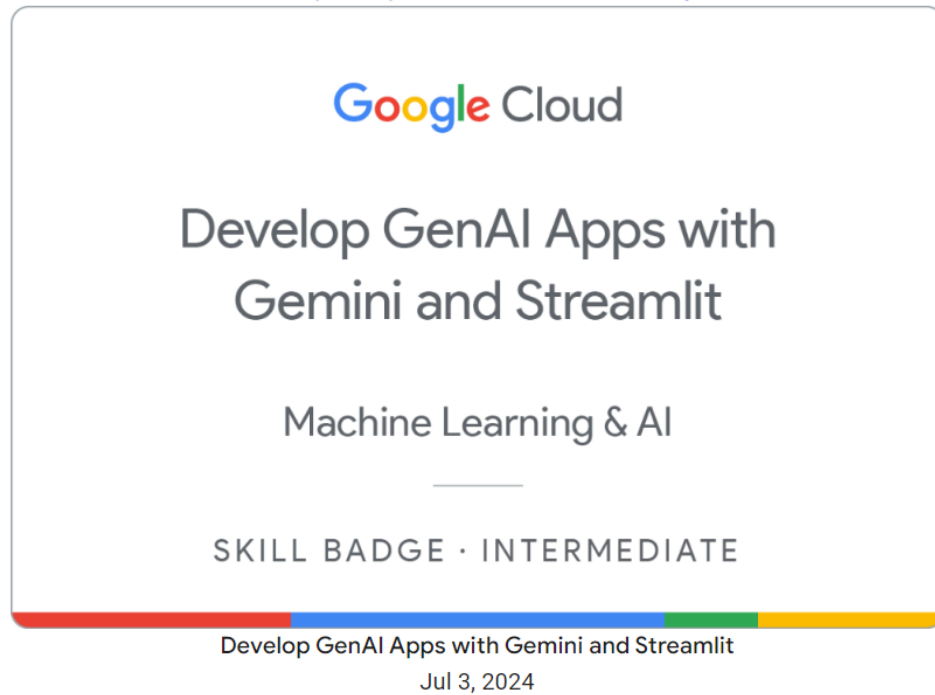 Google Cloud
Develop GenAI Apps with
Gemini and Streamlit
Machine Learning & AI
SKILL BADGE · INTERMEDIATE
Develop GenAI Apps with Gemini and Streamlit
Jul 3, 2024